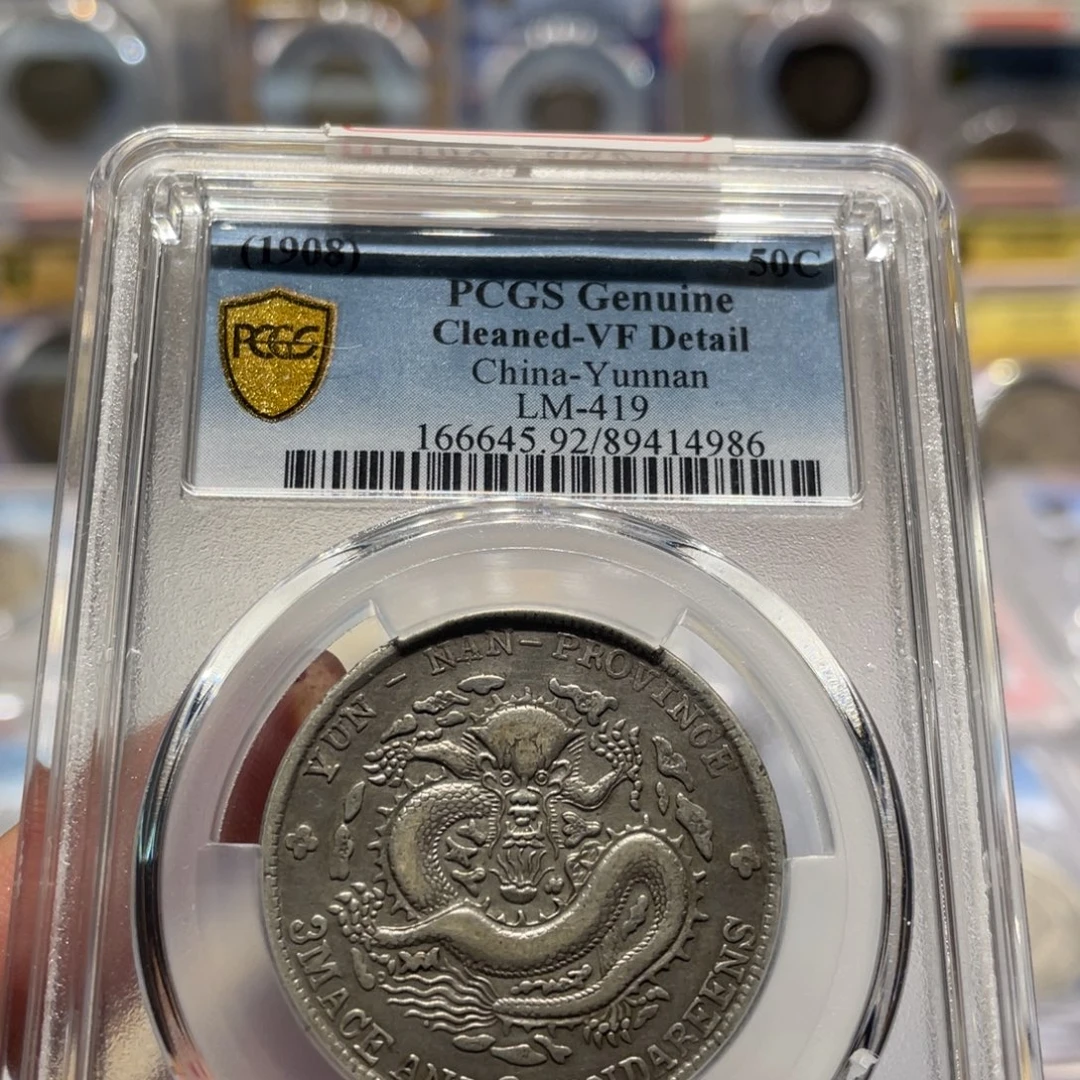 (1908) 50C
PCGS Genuine
PCGS
Cleaned-VF Detail
China-Yunnan
LM-419
166645.92/89414986
YUN-NAN-PROVINCE
3 MACE AND